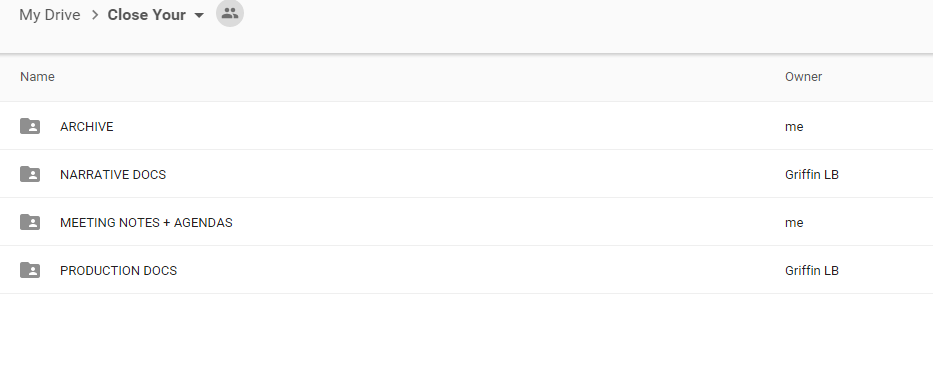 My Drive > Close Your
Name Owner
ARCHIVE me
NARRATIVE DOCS Griffin LB
MEETING NOTES + AGENDAS me
PRODUCTION DOCS Griffin LB